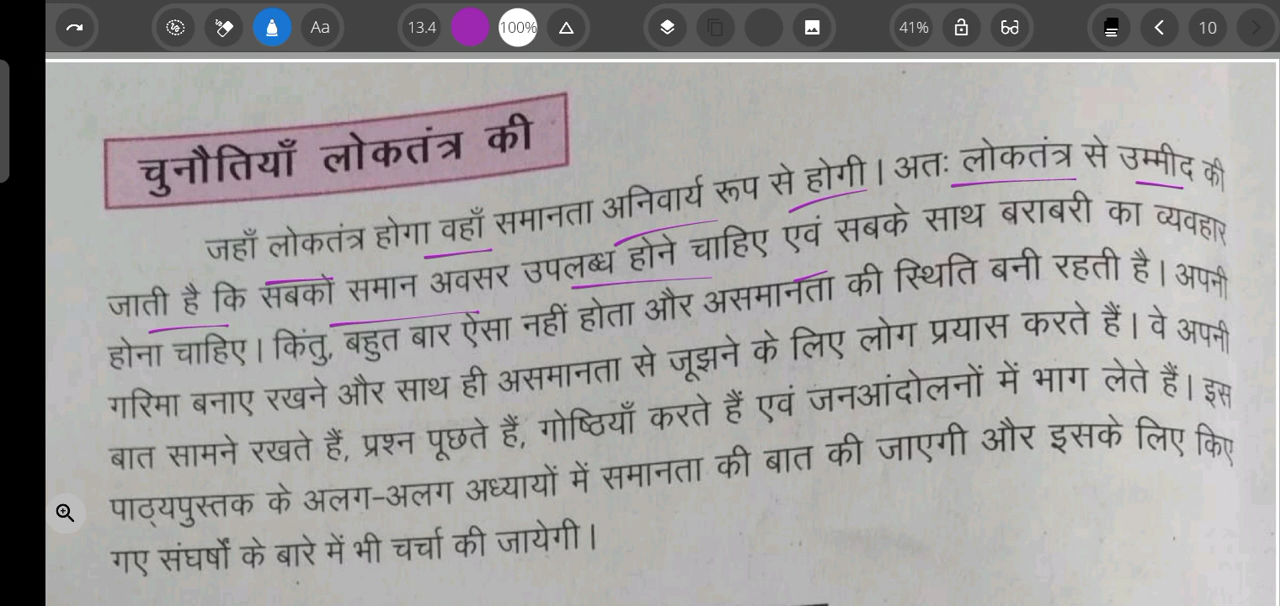 Aa 13.4 100% 41% 10
चुनौतियाँ लोकतंत्र की
जहाँ लोकतंत्र होगा वहाँ समानता अनिवार्य रूप से होगी। अतः लोकतंत्र से उम्मीद की
जाती है कि सबको समान अवसर उपलब्ध होने चाहिए एवं सबके साथ बराबरी का व्यवहार
होना चाहिए। किंतु, बहुत बार ऐसा नहीं होता और असमानता की स्थिति बनी रहती है। अपनी
गरिमा बनाए रखने और साथ ही असमानता से जूझने के लिए लोग प्रयास करते हैं। वे अपनी
बात सामने रखते हैं, प्रश्न पूछते हैं, गोष्ठियाँ करते हैं एवं जनआंदोलनों में भाग लेते हैं। इस
पाठ्यपुस्तक के अलग-अलग अध्यायों में समानता की बात की जाएगी और इसके लिए किए
गए संघर्षों के बारे में भी चर्चा की जायेगी।